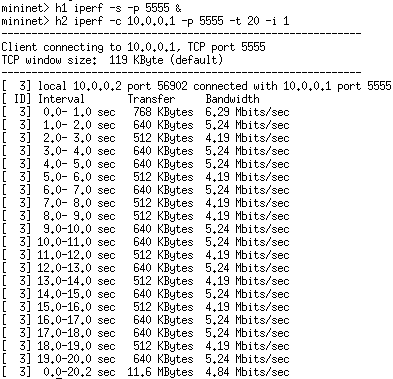 mininet> h1 iperf -s -p 5555 &
mininet> h2 iperf -c 10.0.0.1 -p 5555 -t 20 -i 1
------------------------------------------------------------
Client connecting to 10.0.0.1, TCP port 5555
TCP window size:  119 KByte (default)
------------------------------------------------------------
[  3] local 10.0.0.2 port 56902 connected with 10.0.0.1 port 5555
[ ID] Interval       Transfer     Bandwidth
[  3]  0.0- 1.0 sec   768 KBytes  6.29 Mbits/sec
[  3]  1.0- 2.0 sec   640 KBytes  5.24 Mbits/sec
[  3]  2.0- 3.0 sec   512 KBytes  4.19 Mbits/sec
[  3]  3.0- 4.0 sec   640 KBytes  5.24 Mbits/sec
[  3]  4.0- 5.0 sec   640 KBytes  5.24 Mbits/sec
[  3]  5.0- 6.0 sec   512 KBytes  4.19 Mbits/sec
[  3]  6.0- 7.0 sec   640 KBytes  5.24 Mbits/sec
[  3]  7.0- 8.0 sec   512 KBytes  4.19 Mbits/sec
[  3]  8.0- 9.0 sec   512 KBytes  4.19 Mbits/sec
[  3]  9.0-10.0 sec   640 KBytes  5.24 Mbits/sec
[  3] 10.0-11.0 sec   640 KBytes  5.24 Mbits/sec
[  3] 11.0-12.0 sec   512 KBytes  4.19 Mbits/sec
[  3] 12.0-13.0 sec   640 KBytes  5.24 Mbits/sec
[  3] 13.0-14.0 sec   512 KBytes  4.19 Mbits/sec
[  3] 14.0-15.0 sec   640 KBytes  5.24 Mbits/sec
[  3] 15.0-16.0 sec   512 KBytes  4.19 Mbits/sec
[  3] 16.0-17.0 sec   640 KBytes  5.24 Mbits/sec
[  3] 17.0-18.0 sec   640 KBytes  5.24 Mbits/sec
[  3] 18.0-19.0 sec   512 KBytes  4.19 Mbits/sec
[  3] 19.0-20.0 sec   640 KBytes  5.24 Mbits/sec
[  3]  0.0-20.2 sec  11.6 MBytes  4.84 Mbits/sec